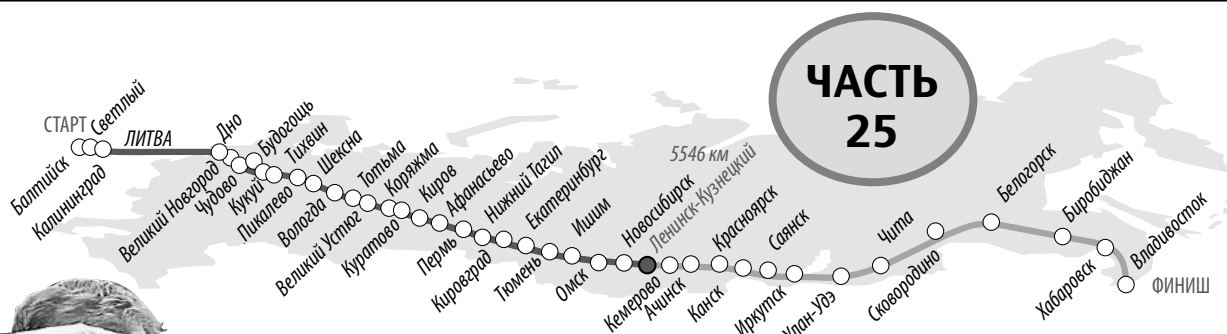 ЧАСТЬ
25
СТАРТ
Балтийск
Светлый
Калининград
ЛИТВА
Дно
Великий Новгород
Чудово
Будогощь
Кукуй
Тихвин
Пикалево
Шексна
Вологда
Тотьма
Великий Устюг
Коряжма
Куратово
Киров
Афанасьево
Пермь
Нижний Тагил
Кировград
Екатеринбург
Тюмень
Ишим
Омск
Новосибирск
5546 км
Ленинск-Кузнецкий
Кемерово
Ачинск
Красноярск
Канск
Саянск
Иркутск
Улан-Удэ
Чита
Сковородино
Белогорск
Биробиджан
Хабаровск
Владивосток
ФИНИШ